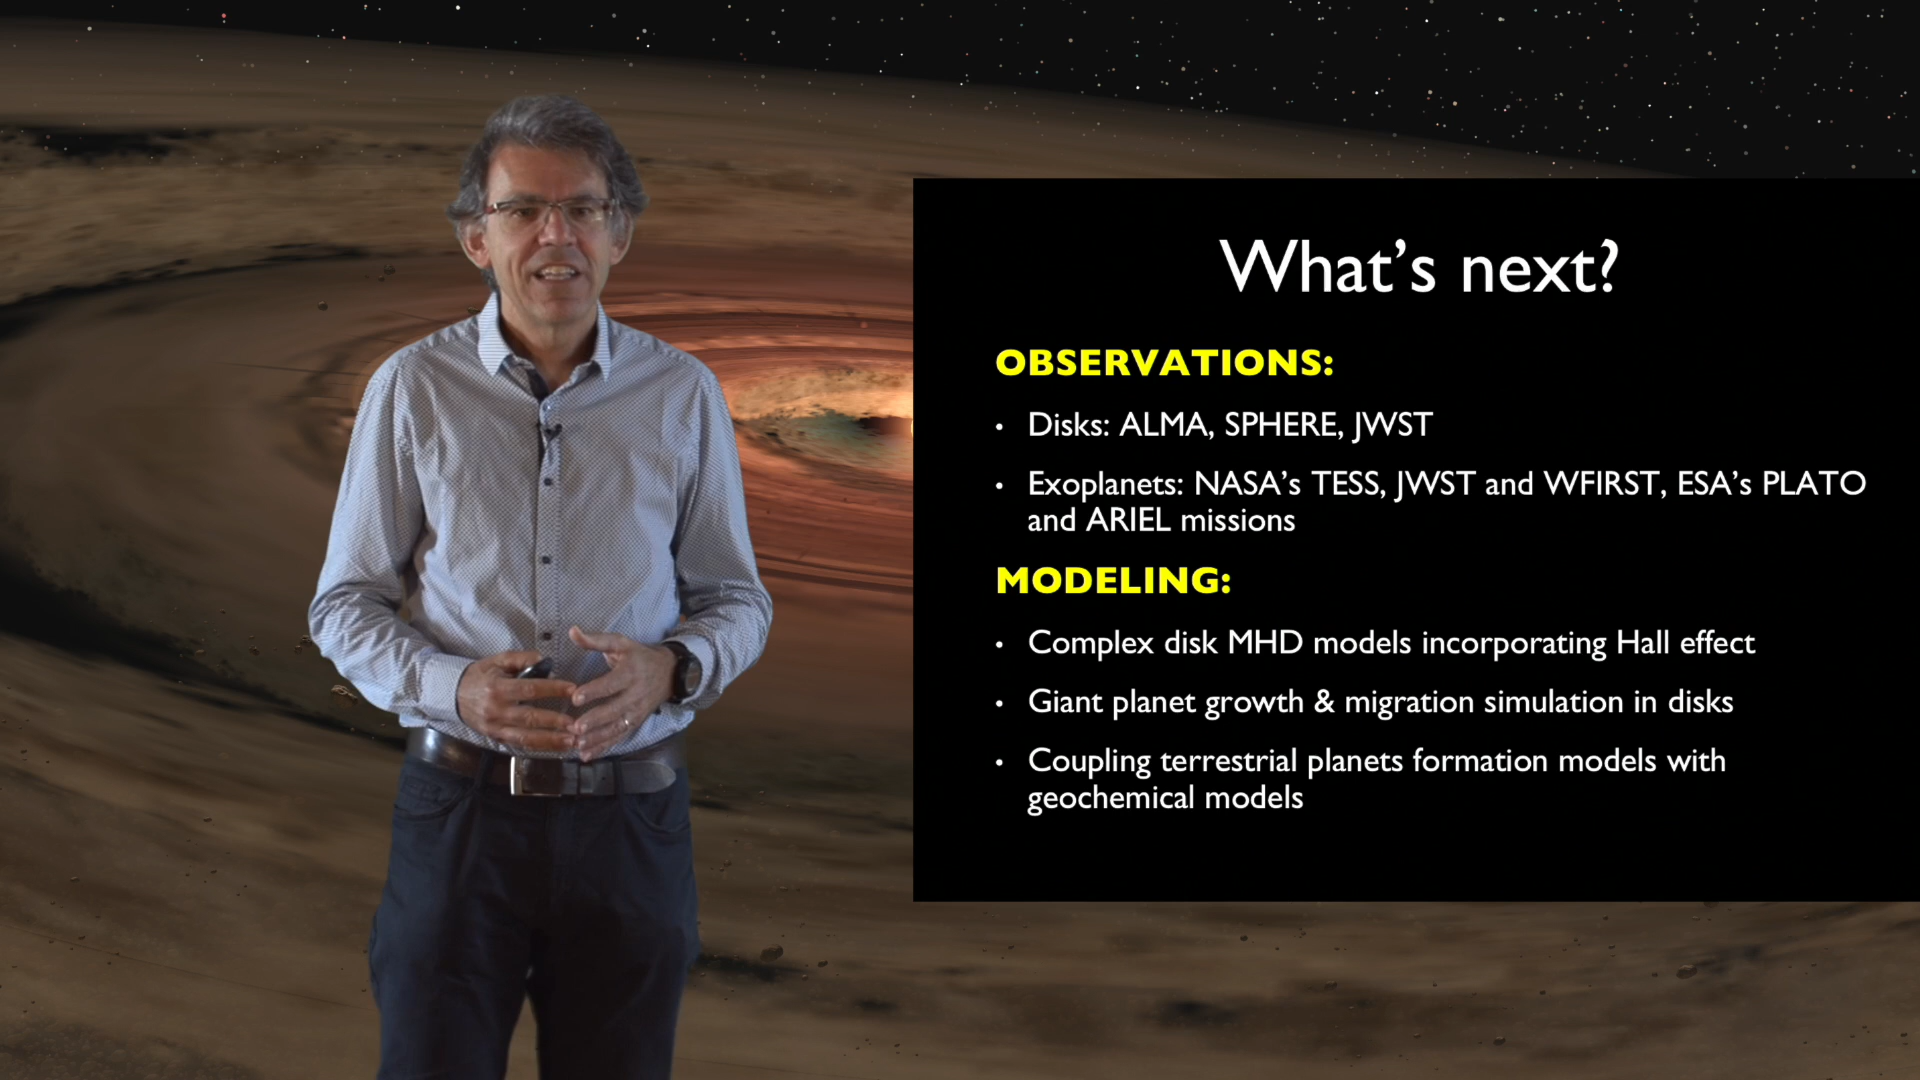 What's next?
OBSERVATIONS:
• Disks: ALMA, SPHERE, JWST
• Exoplanets: NASA's TESS, JWST and WFIRST, ESA's PLATO
and ARIEL missions
MODELING:
• Complex disk MHD models incorporating Hall effect
• Giant planet growth & migration simulation in disks
• Coupling terrestrial planets formation models with
geochemical models